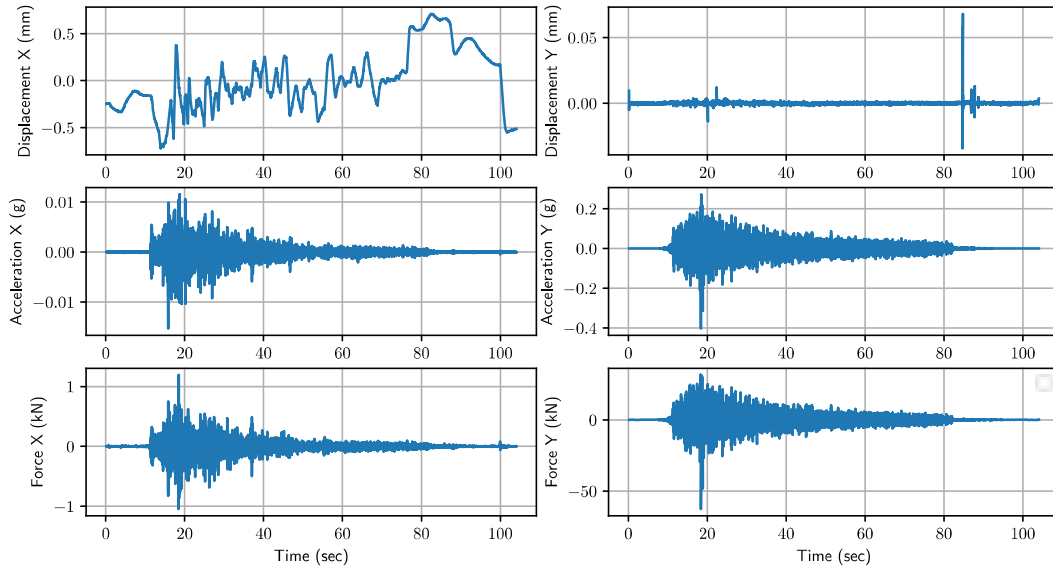 Displacement X (mm)
0.5
0.0
−0.5
0 20 40 60 80 100
Displacement Y (mm)
0.05
0.00
0 20 40 60 80 100
Acceleration X (g)
0.01
0.00
−0.01
0 20 40 60 80 100
Acceleration Y (g)
0.2
0.0
−0.2
−0.4
0 20 40 60 80 100
Force X (kN)
1
0
−1
0 20 40 60 80 100
Time (sec)
Force Y (kN)
0
−50
0 20 40 60 80 100
Time (sec)